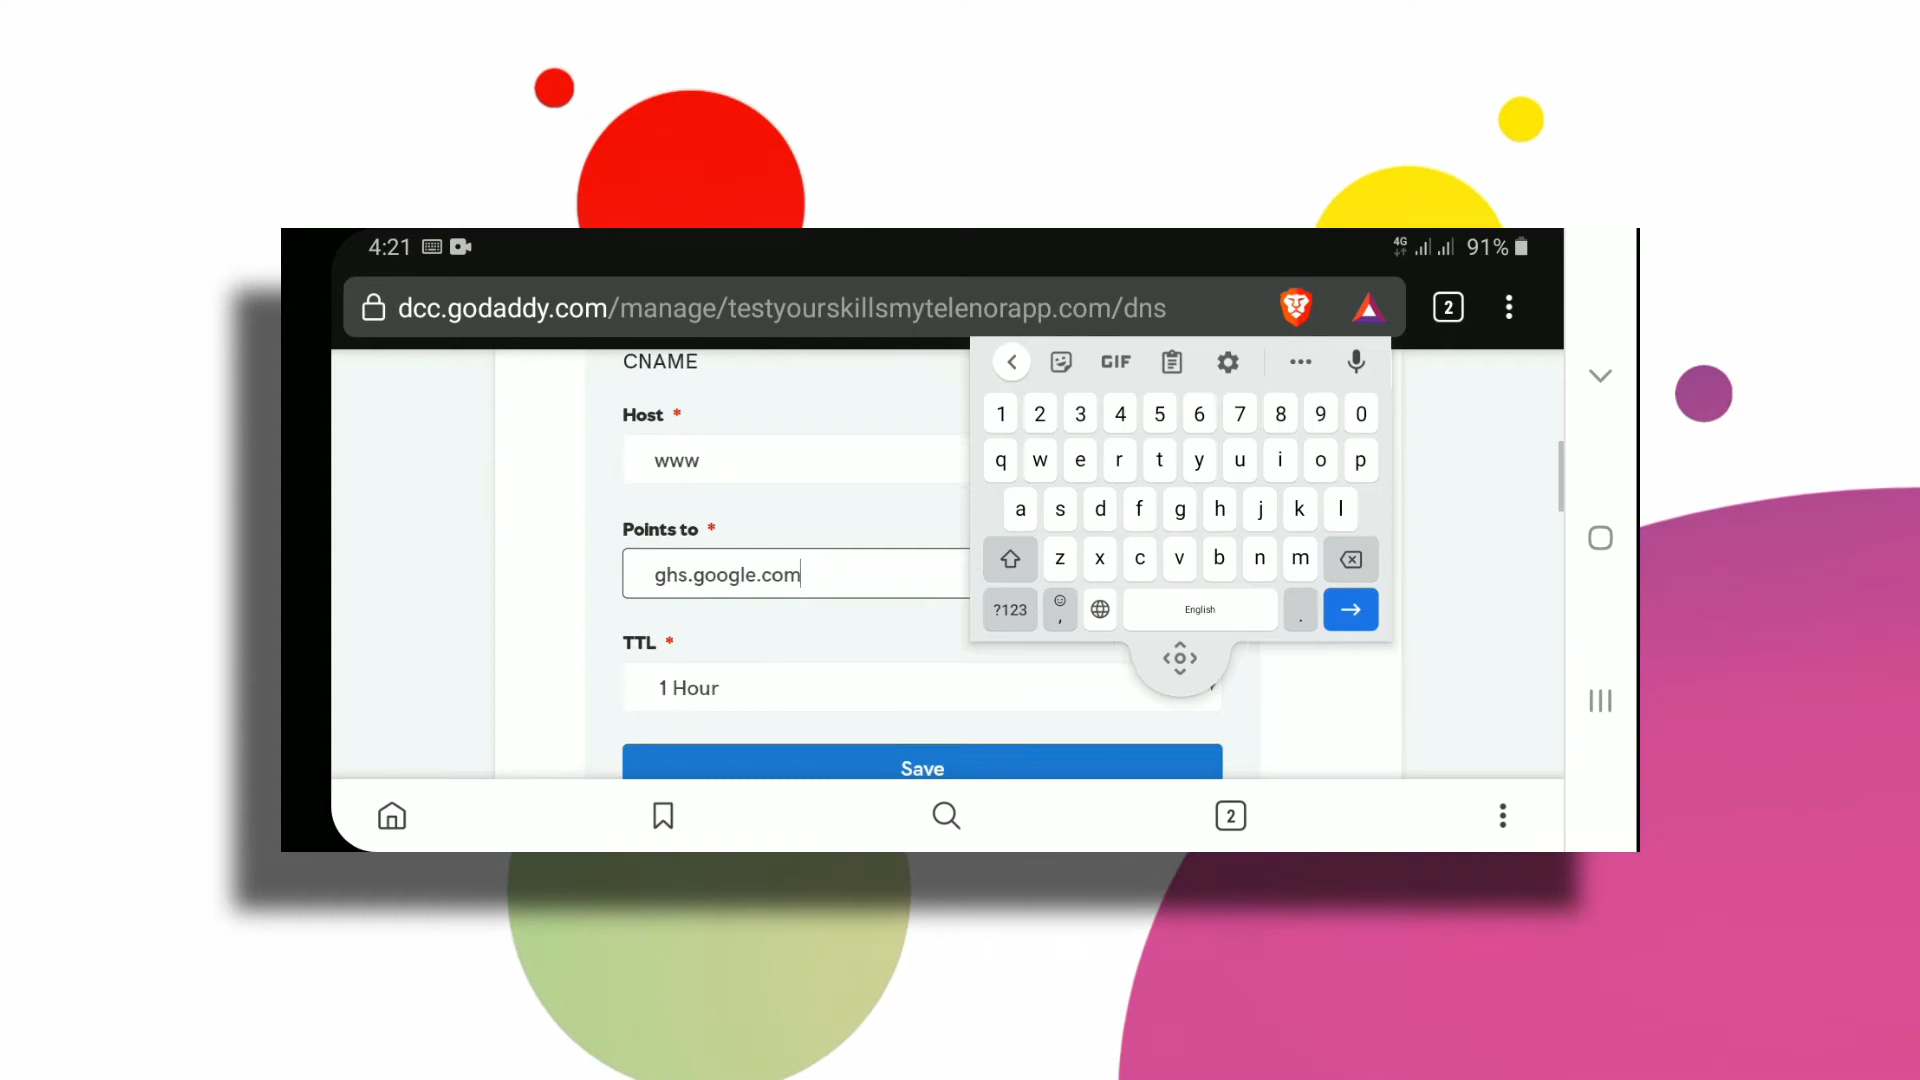 4:21
4G 91%
dcc.godaddy.com/manage/testyourskillsmytelenorapp.com/dns
2
CNAME
GIF
Host *
1 2 3 4 5 6 7 8 9 0
www
q w e r t y u i o p
a s d f g h j k l
Points to *
z x c v b n m
ghs.google.com
?123 , English .
TTL *
1 Hour
Save
2